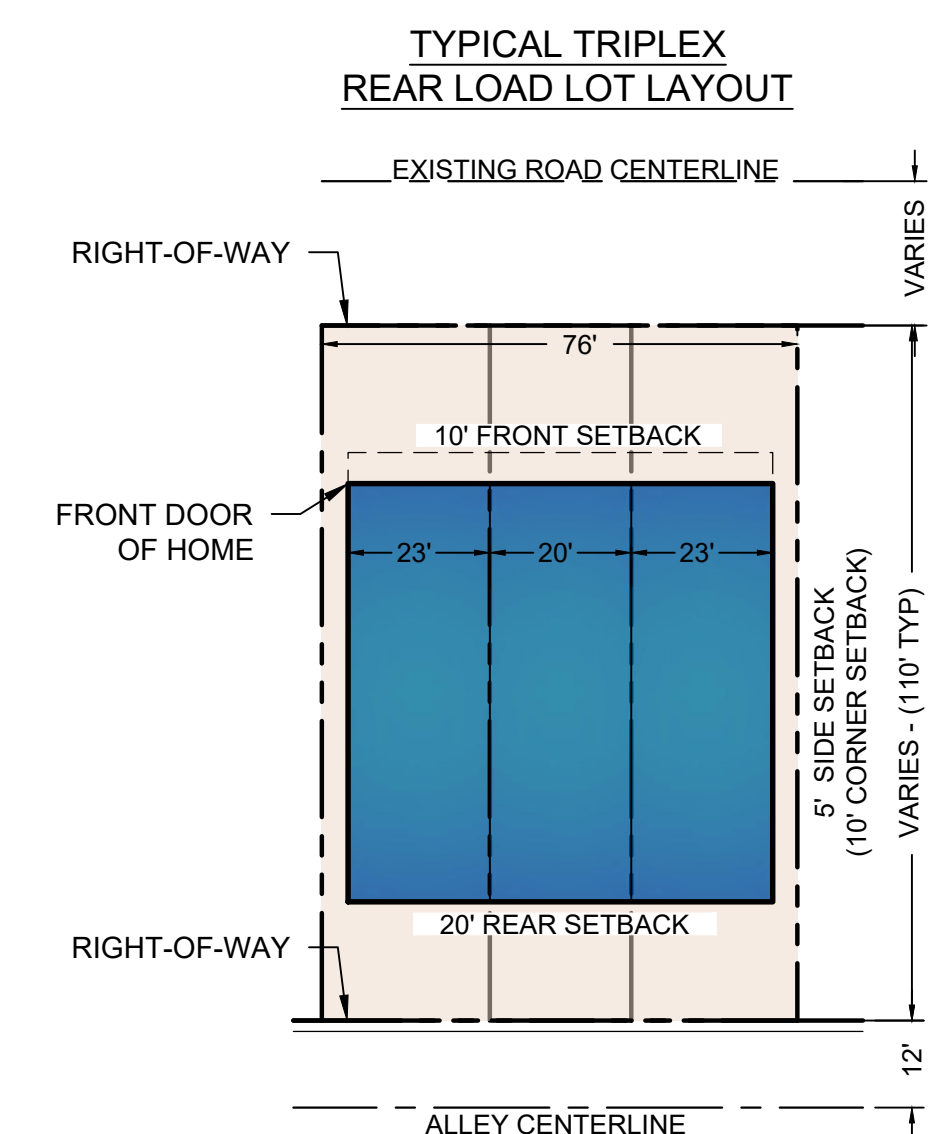 TYPICAL TRIPLEX
REAR LOAD LOT LAYOUT
EXISTING ROAD CENTERLINE
VARIES
RIGHT-OF-WAY
76'
10' FRONT SETBACK
FRONT DOOR
OF HOME
23'
20'
23'
5' SIDE SETBACK
(10' CORNER SETBACK)
VARIES - (110' TYP)
20' REAR SETBACK
RIGHT-OF-WAY
12'
ALLEY CENTERLINE